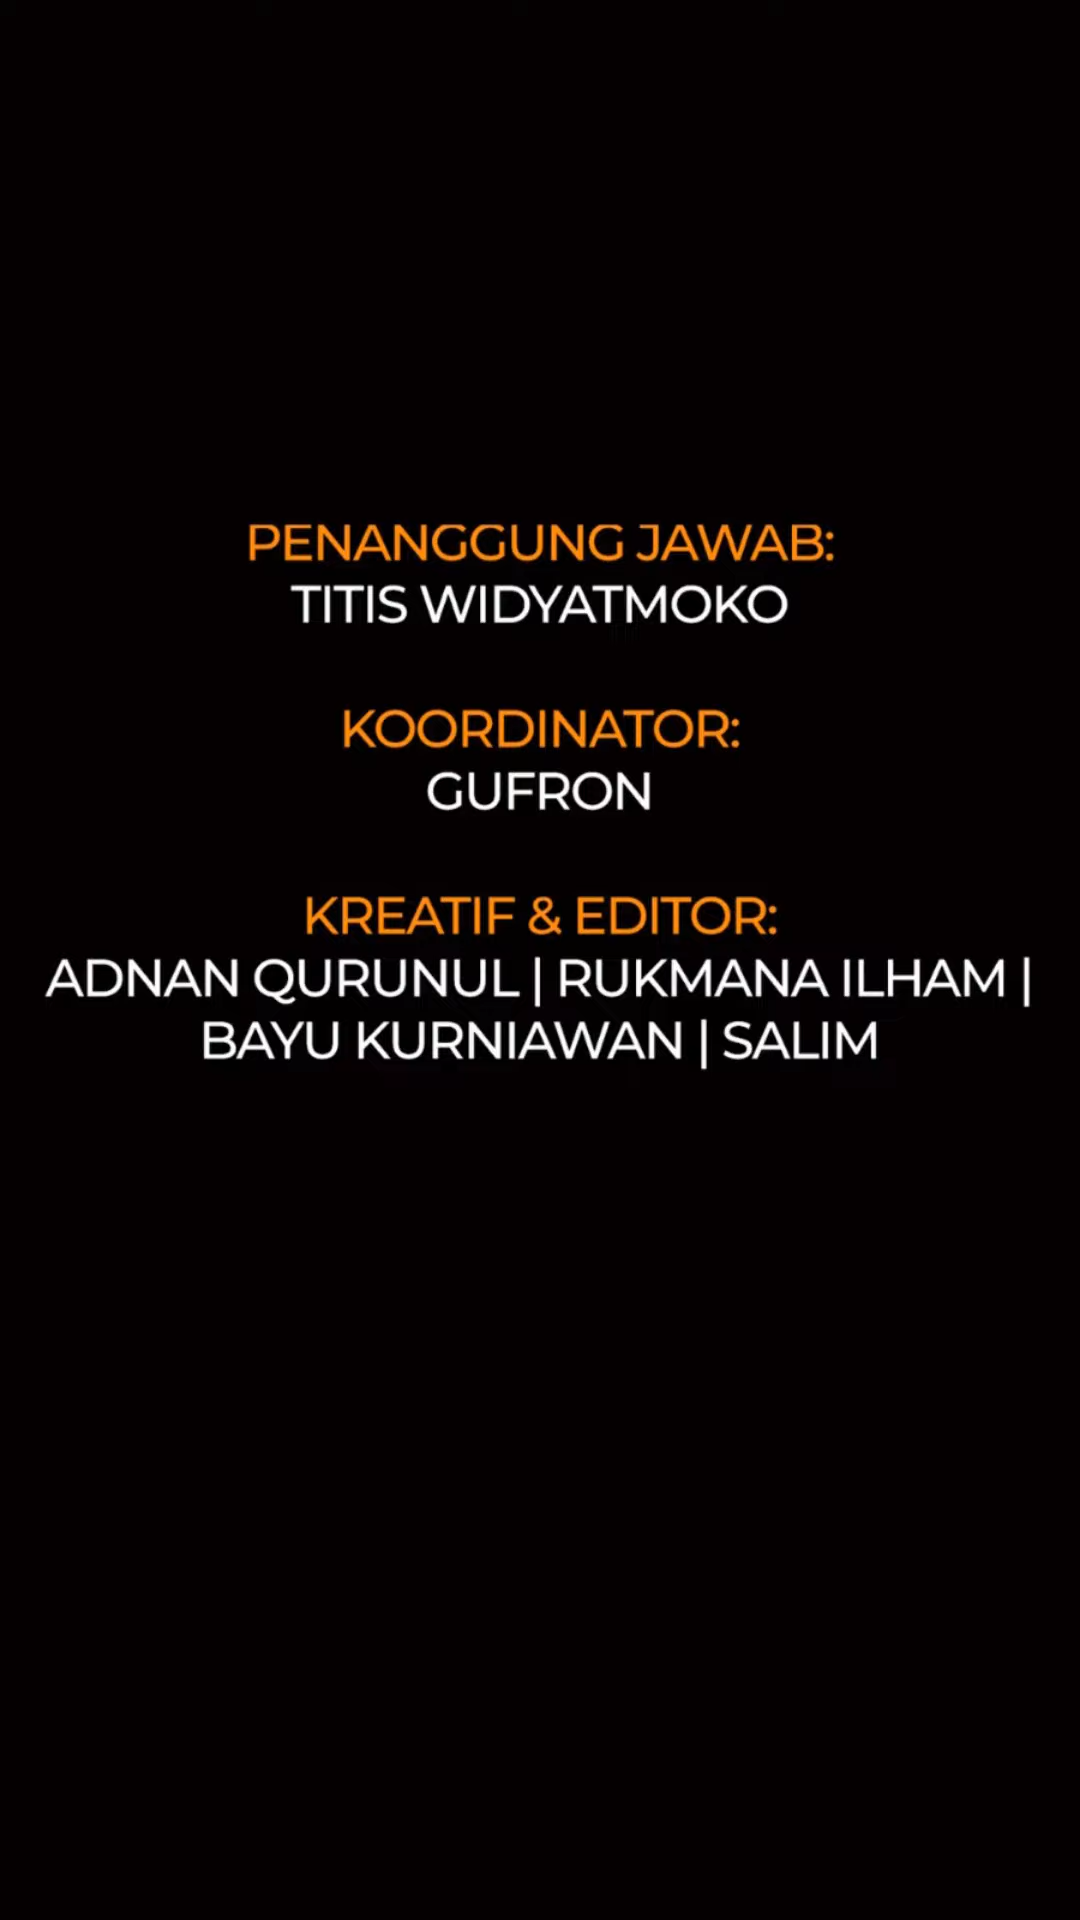 PENANGGUNG JAWAB:
TITIS WIDYATMOKO
KOORDINATOR:
GUFRON
KREATIF & EDITOR:
ADNAN QURUNUL | RUKMANA ILHAM |
BAYU KURNIAWAN | SALIM